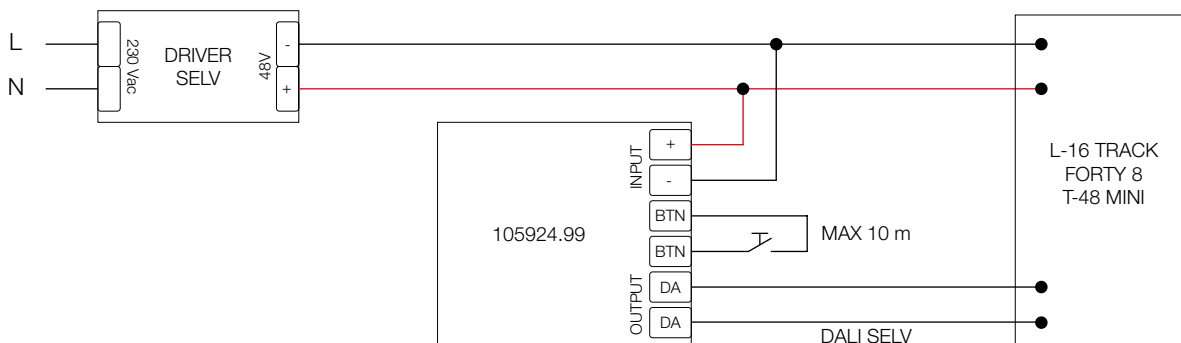 L
N
230 Vac
DRIVER
SELV
48V
-
+
INPUT
+
-
BTN
BTN
MAX 10 m
105924.99
OUTPUT
DA
DA
DALI SELV
L-16 TRACK
FORTY 8
T-48 MINI